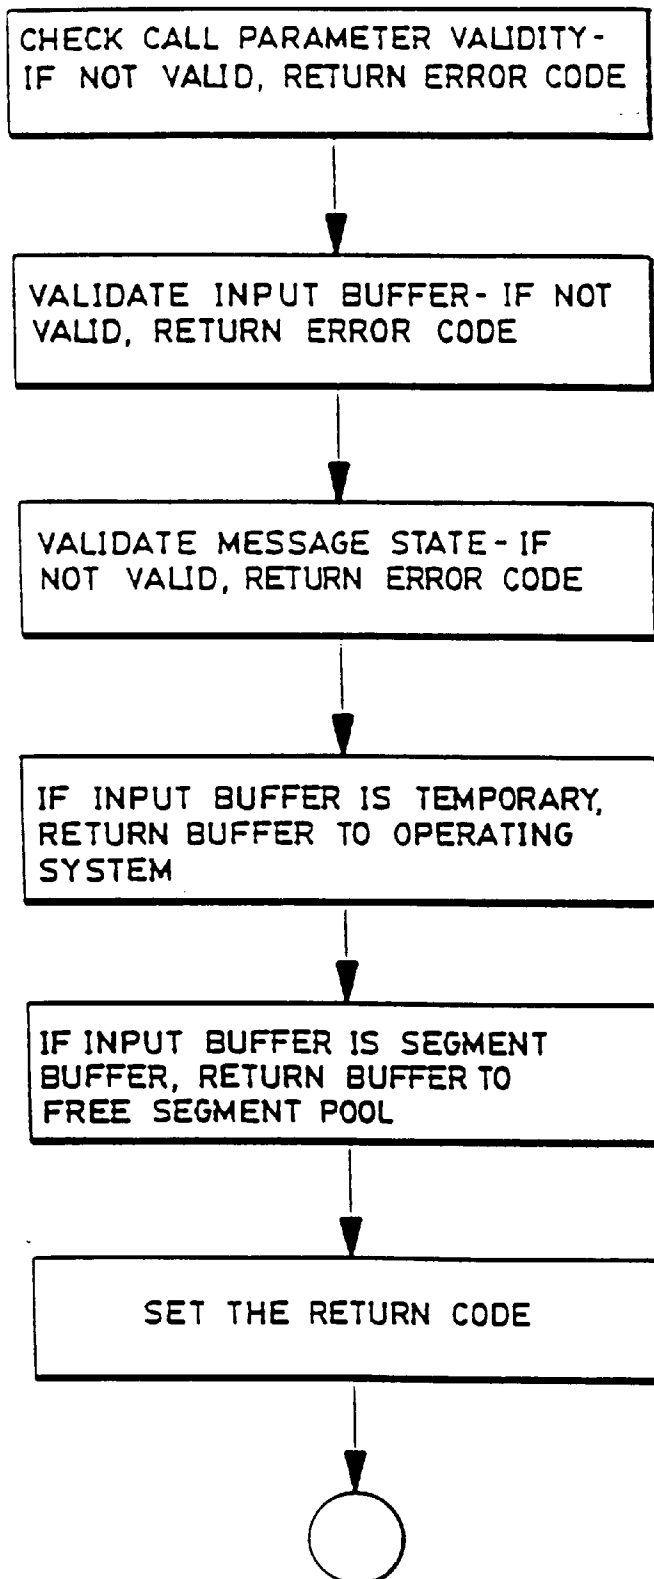 CHECK CALL PARAMETER VALIDITY-
IF NOT VALID, RETURN ERROR CODE
VALIDATE INPUT BUFFER- IF NOT
VALID, RETURN ERROR CODE
VALIDATE MESSAGE STATE- IF
NOT VALID, RETURN ERROR CODE
IF INPUT BUFFER IS TEMPORARY,
RETURN BUFFER TO OPERATING
SYSTEM
IF INPUT BUFFER IS SEGMENT
BUFFER, RETURN BUFFER TO
FREE SEGMENT POOL
SET THE RETURN CODE